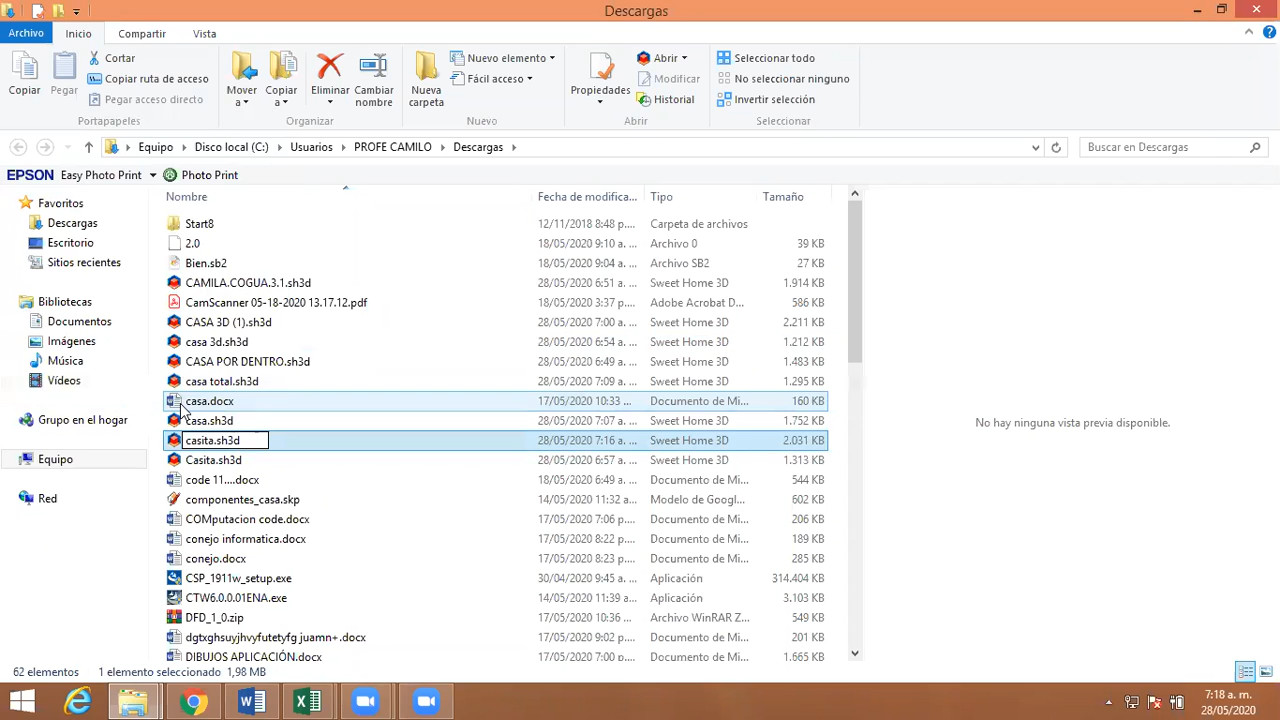 Descargas
Archivo Inicio Compartir Vista
Copiar Pegar Cortar Copiar ruta de acceso Pegar acceso directo
Mover a Copiar a Eliminar Cambiar nombre
Nueva carpeta Nuevo elemento Fácil acceso
Propiedades Abrir Modificar Historial
Seleccionar todo No seleccionar ninguno Invertir selección
Portapapeles Organizar Nuevo Abrir Seleccionar
Equipo Disco local (C:) Usuarios PROFE CAMILO Descargas Buscar en Descargas
EPSON Easy Photo Print Photo Print
Favoritos
Descargas
Escritorio
Sitios recientes
Bibliotecas
Documentos
Imágenes
Música
Vídeos
Grupo en el hogar
Equipo
Red
Nombre Fecha de modifica... Tipo Tamaño
Start8 12/11/2018 8:48 p.... Carpeta de archivos
2.0 18/05/2020 9:10 a.... Archivo 0 39 KB
Bien.sb2 18/05/2020 9:04 a.... Archivo SB2 27 KB
CAMILA.COGUA.3.1.sh3d 28/05/2020 6:51 a.... Sweet Home 3D 1.914 KB
CamScanner 05-18-2020 13.17.12.pdf 18/05/2020 3:37 p.... Adobe Acrobat D... 586 KB
CASA 3D (1).sh3d 28/05/2020 7:00 a.... Sweet Home 3D 2.211 KB
casa 3d.sh3d 28/05/2020 6:54 a.... Sweet Home 3D 1.212 KB
CASA POR DENTRO.sh3d 28/05/2020 6:49 a.... Sweet Home 3D 1.483 KB
casa total.sh3d 28/05/2020 7:09 a.... Sweet Home 3D 1.295 KB
casa.docx 17/05/2020 10:33 ... Documento de Mi... 160 KB
casa.sh3d 28/05/2020 7:01 a.... Sweet Home 3D 1.752 KB
casita.sh3d 28/05/2020 7:16 a.... Sweet Home 3D 2.031 KB
Casita.sh3d 28/05/2020 6:57 a.... Sweet Home 3D 1.313 KB
code 11....docx 18/05/2020 6:49 a.... Documento de Mi... 544 KB
componentes_casa.skp 14/05/2020 11:32 a... Modelo de Googl... 602 KB
COMputacion code.docx 17/05/2020 7:06 p.... Documento de Mi... 206 KB
conejo informatica.docx 17/05/2020 8:22 p.... Documento de Mi... 189 KB
conejo.docx 17/05/2020 8:23 p.... Documento de Mi... 285 KB
CSP_1911w_setup.exe 30/04/2020 9:45 a.... Aplicación 314.404 KB
CTW6.0.0.01ENA.exe 14/05/2020 11:39 a... Aplicación 3.103 KB
DFD_1_0.zip 17/05/2020 10:36 ... Archivo WinRAR Z... 549 KB
dgtxghsuyjhvyfutetyfg juamn+.docx 17/05/2020 9:02 p.... Documento de Mi... 201 KB
DIBUJOS APLICACIÓN.docx 17/05/2020 7:00 p.... Documento de Mi... 1.665 KB
No hay ninguna vista previa disponible.
62 elementos 1 elemento seleccionado 1,98 MB
7:18 a. m.
28/05/2020